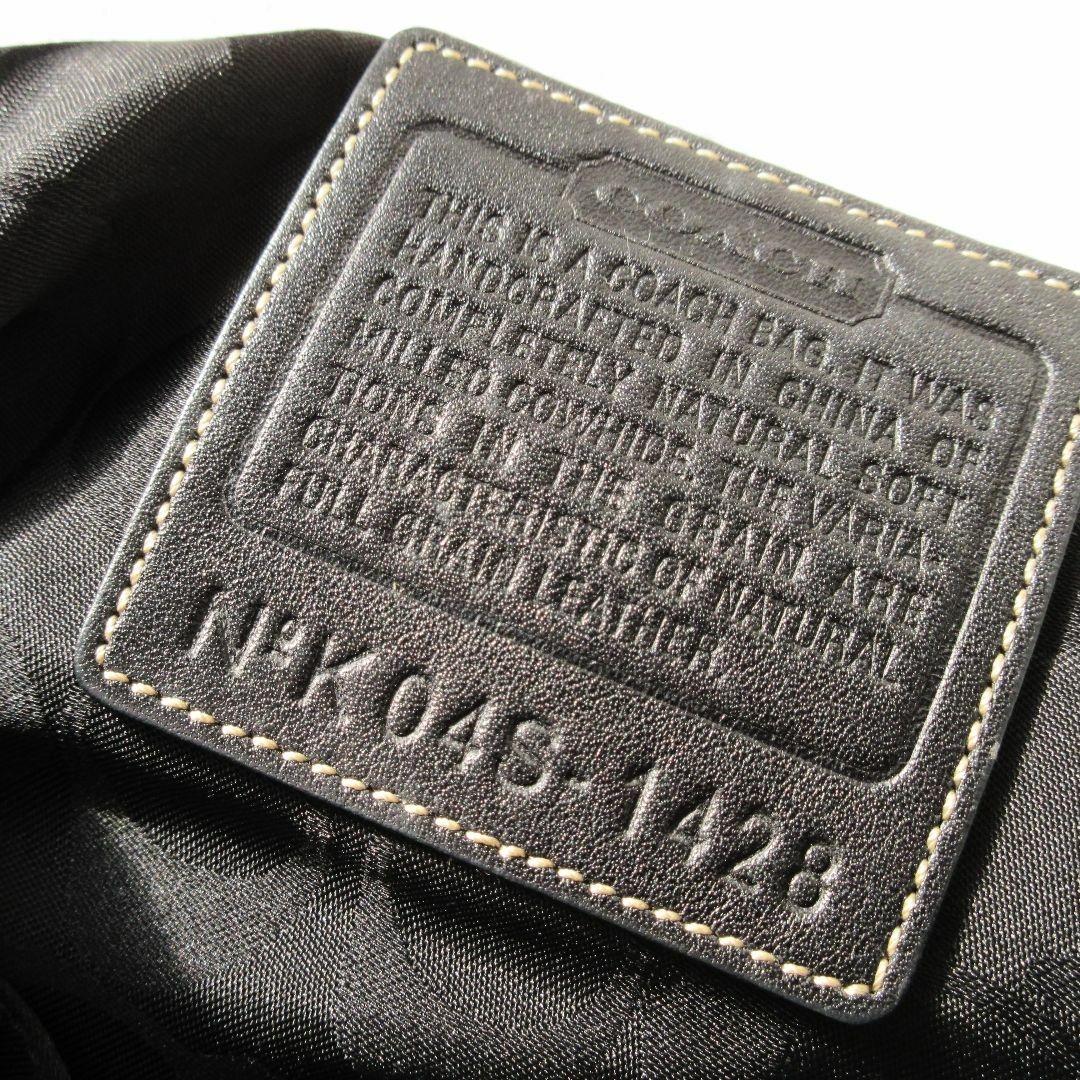 COACH
THIS IS A COACH BAG. IT WAS
HANDCRAFTED IN CHINA OF
COMPLETELY NATURAL SOFT
MILLED COWHIDE. THE VARIA-
TIONS IN THE GRAIN ARE
CHARACTERISTIC OF NATURAL
FULL GRAIN LEATHER.
Nº K04S-1428